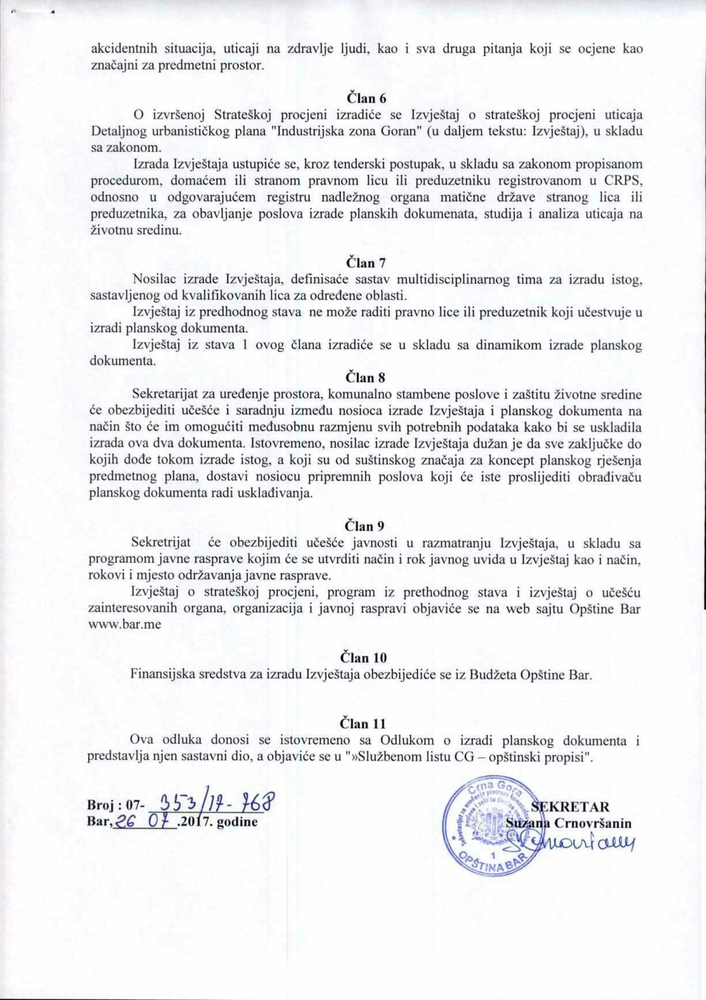 akcidentnih situacija, uticaji na zdravlje ljudi, kao i sva druga pitanja koji se ocjene kao
značajni za predmetni prostor.
Član 6
O izvršenoj Strateškoj procjeni izradiće se Izvještaj o strateškoj procjeni uticaja
Detaljnog urbanističkog plana "Industrijska zona Goran" (u daljem tekstu: Izvještaj), u skladu
sa zakonom.
Izrada Izvještaja ustupiće se, kroz tenderski postupak, u skladu sa zakonom propisanom
procedurom, domaćem ili stranom pravnom licu ili preduzetniku registrovanom u CRPS,
odnosno u odgovarajućem registru nadležnog organa matične države stranog lica ili
preduzetnika, za obavljanje poslova izrade planskih dokumenata, studija i analiza uticaja na
životnu sredinu.
Član 7
Nosilac izrade Izvještaja, definisaće sastav multidisciplinarnog tima za izradu istog,
sastavljenog od kvalifikovanih lica za određene oblasti.
Izvještaj iz predhodnog stava ne može raditi pravno lice ili preduzetnik koji učestvuje u
izradi planskog dokumenta.
Izvještaj iz stava 1 ovog člana izradiće se u skladu sa dinamikom izrade planskog
dokumenta.
Član 8
Sekretarijat za uređenje prostora, komunalno stambene poslove i zaštitu životne sredine
će obezbijediti učešće i saradnju između nosioca izrade Izvještaja i planskog dokumenta na
način što će im omogućiti međusobnu razmjenu svih potrebnih podataka kako bi se uskladila
izrada ova dva dokumenta. Istovremeno, nosilac izrade Izvještaja dužan je da sve zaključke do
kojih dođe tokom izrade istog, a koji su od suštinskog značaja za koncept planskog rješenja
predmetnog plana, dostavi nosiocu pripremnih poslova koji će iste proslijediti obrađivaču
planskog dokumenta radi usklađivanja.
Član 9
Sekretrijat će obezbijediti učešće javnosti u razmatranju Izvještaja, u skladu sa
programom javne rasprave kojim će se utvrditi način i rok javnog uvida u Izvještaj kao i način,
rokovi i mjesto održavanja javne rasprave.
Izvještaj o strateškoj procjeni, program iz prethodnog stava i izvještaj o učešću
zainteresovanih organa, organizacija i javnoj raspravi objaviće se na web sajtu Opštine Bar
www.bar.me
Član 10
Finansijska sredstva za izradu Izvještaja obezbijediće se iz Budžeta Opštine Bar.
Član 11
Ova odluka donosi se istovremeno sa Odlukom o izradi planskog dokumenta i
predstavlja njen sastavni dio, a objaviće se u "»Službenom listu CG – opštinski propisi".
Broj : 07- 353/17-768
Bar, 26 07 .2017. godine
SEKRETAR
Suzana Crnovršanin
Crna Gora
OPŠTINA BAR
1